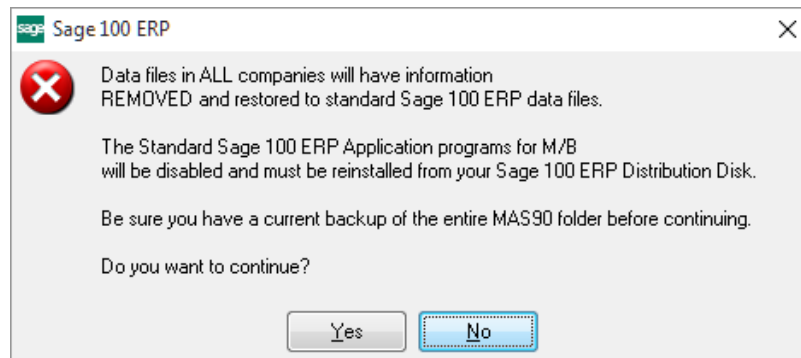 sage Sage 100 ERP
Data files in ALL companies will have information
REMOVED and restored to standard Sage 100 ERP data files.
The Standard Sage 100 ERP Application programs for M/B
will be disabled and must be reinstalled from your Sage 100 ERP Distribution Disk.
Be sure you have a current backup of the entire MAS90 folder before continuing.
Do you want to continue?
Yes No